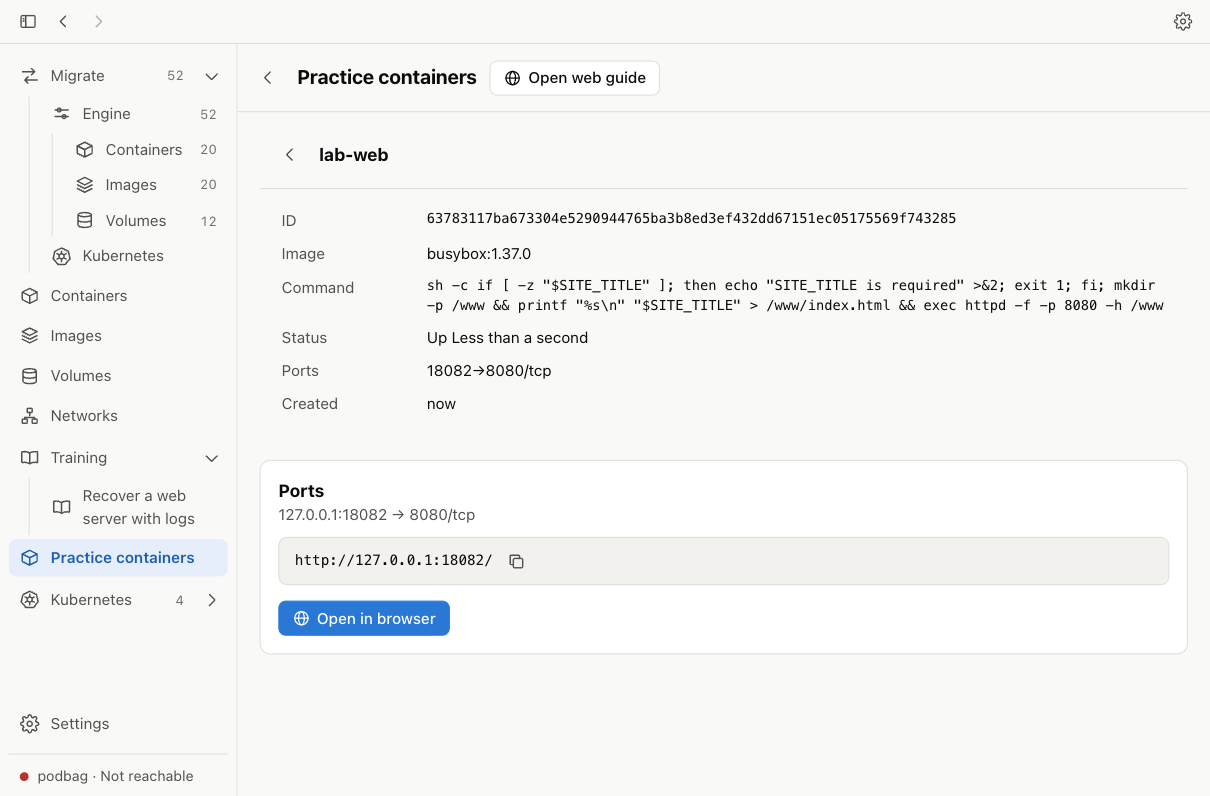 Migrate 52
Engine 52
Containers 20
Images 20
Volumes 12
Kubernetes
Containers
Images
Volumes
Networks
Training
Recover a web
server with logs
Practice containers
Kubernetes 4
Settings
podbag · Not reachable
Practice containers
Open web guide
lab-web
ID 63783117ba673304e5290944765ba3b8ed3ef432dd67151ec05175569f743285
Image busybox:1.37.0
Command sh -c if [ -z "$SITE_TITLE" ]; then echo "SITE_TITLE is required" >&2; exit 1; fi; mkdir
-p /www && printf "%s\n" "$SITE_TITLE" > /www/index.html && exec httpd -f -p 8080 -h /www
Status Up Less than a second
Ports 18082→8080/tcp
Created now
Ports
127.0.0.1:18082 → 8080/tcp
http://127.0.0.1:18082/
Open in browser